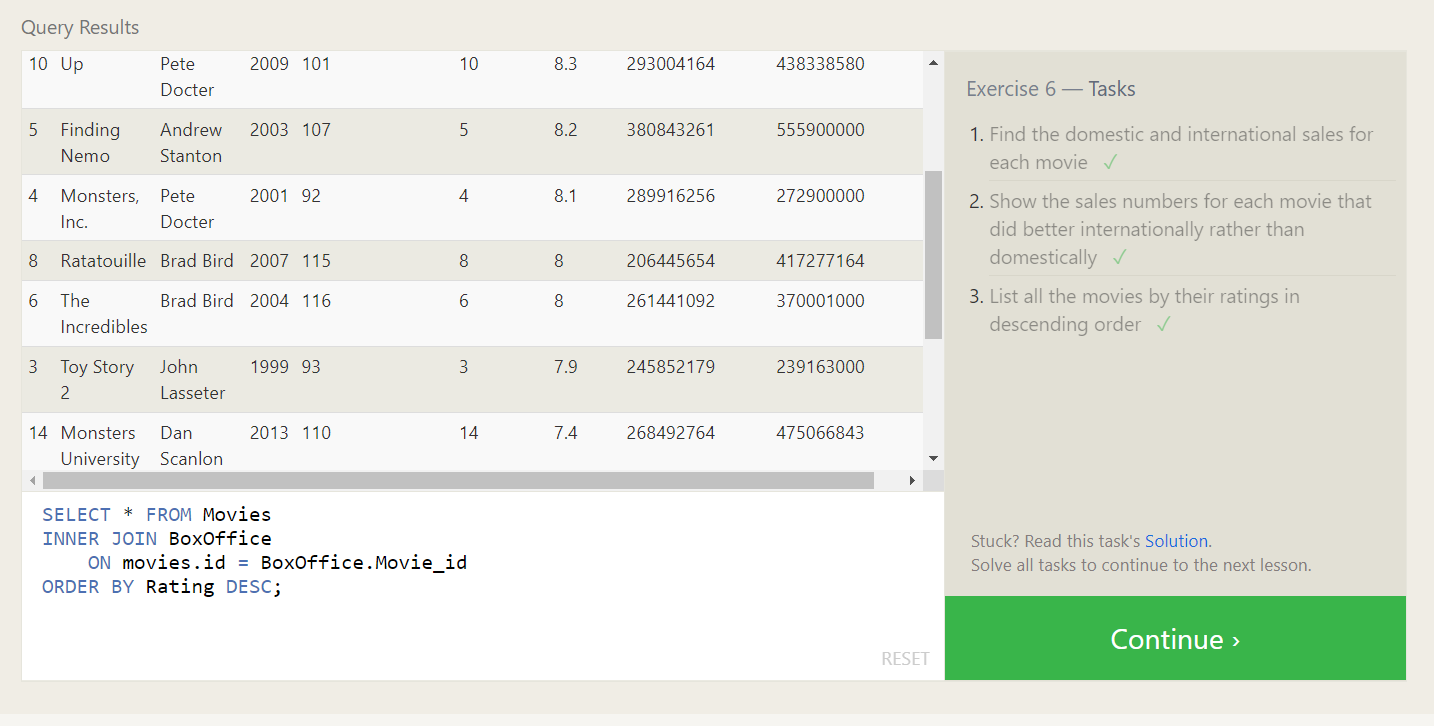 Query Results
10 Up Pete Docter 2009 101 10 8.3 293004164 438338580
5 Finding Nemo Andrew Stanton 2003 107 5 8.2 380843261 555900000
4 Monsters, Inc. Pete Docter 2001 92 4 8.1 289916256 272900000
8 Ratatouille Brad Bird 2007 115 8 8 206445654 417277164
6 The Incredibles Brad Bird 2004 116 6 8 261441092 370001000
3 Toy Story 2 John Lasseter 1999 93 3 7.9 245852179 239163000
14 Monsters University Dan Scanlon 2013 110 14 7.4 268492764 475066843
SELECT * FROM Movies
INNER JOIN BoxOffice
    ON movies.id = BoxOffice.Movie_id
ORDER BY Rating DESC;
RESET
Exercise 6 — Tasks
1. Find the domestic and international sales for
each movie ✓
2. Show the sales numbers for each movie that
did better internationally rather than
domestically ✓
3. List all the movies by their ratings in
descending order ✓
Stuck? Read this task's Solution.
Solve all tasks to continue to the next lesson.
Continue ›